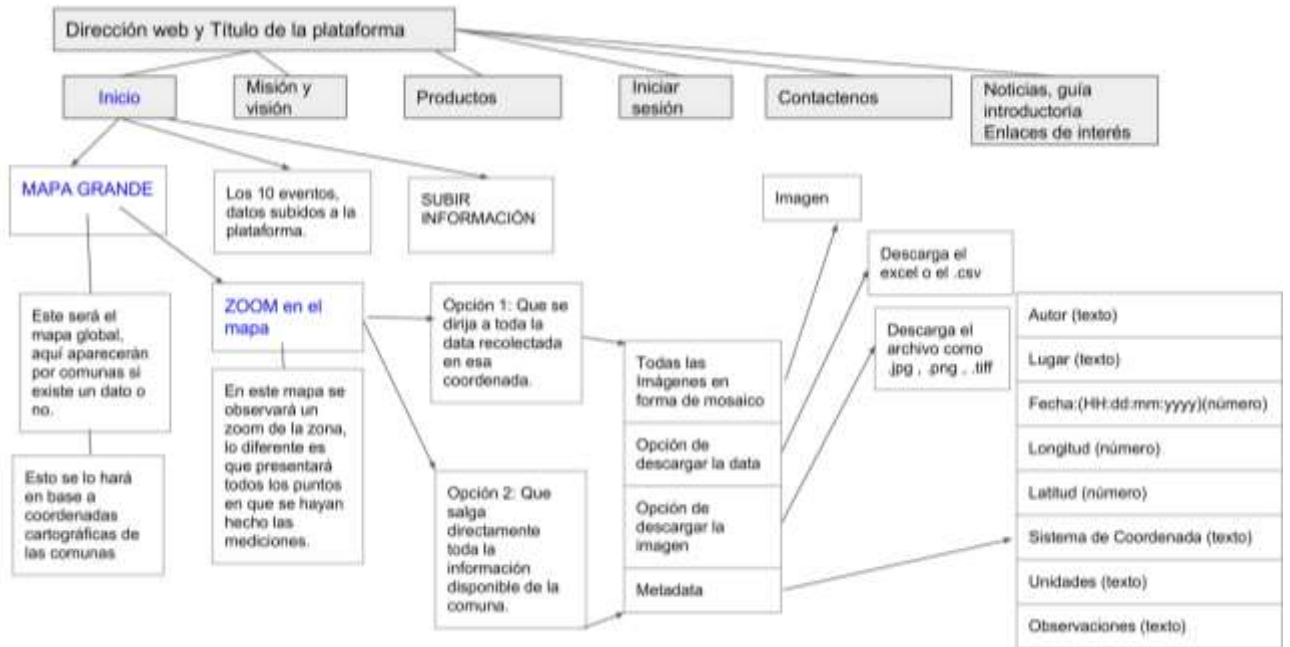 Dirección web y Título de la plataforma
Inicio
Misión y
visión
Productos
Iniciar
sesión
Contactenos
Noticias, guía
introductoria
Enlaces de interés
MAPA GRANDE
Los 10 eventos,
datos subidos a la
plataforma.
SUBIR
INFORMACIÓN
Imagen
Este será el
mapa global,
aquí aparecerán
por comunas si
existe un dato o
no.
Esto se lo hará
en base a
coordenadas
cartográficas de
las comunas
ZOOM en el
mapa
En este mapa se
observará un
zoom de la zona,
lo diferente es
que presentará
todos los puntos
en que se hayan
hecho las
mediciones.
Opción 1: Que se
dirija a toda la
data recolectada
en esa
coordenada.
Opción 2: Que
salga
directamente
toda la
información
disponible de la
comuna.
Todas las
Imágenes en
forma de mosaico
Opción de
descargar la data
Opción de
descargar la
imagen
Metadata
Descarga el
excel o el .csv
Descarga el
archivo como
.jpg , .png , .tiff
Autor (texto)
Lugar (texto)
Fecha:(HH:dd:mm:yyyy)(número)
Longitud (número)
Latitud (número)
Sistema de Coordenada (texto)
Unidades (texto)
Observaciones (texto)